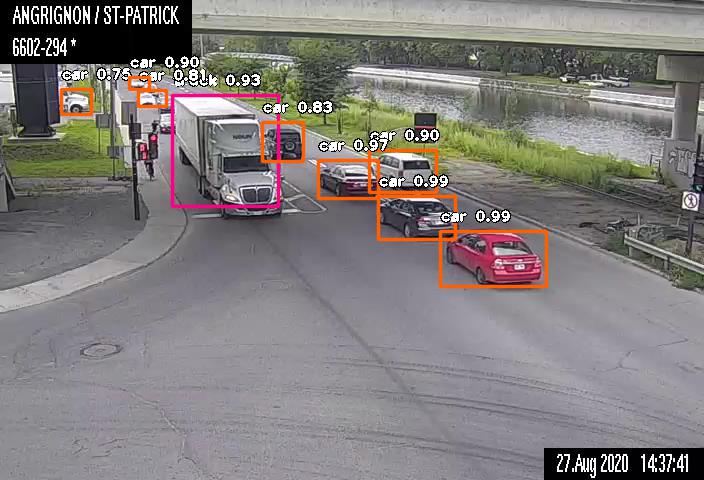 ANGRIGNON / ST-PATRICK
6602-294 *
car 0.90
car 0.75
car 0.81
truck 0.93
car 0.83
car 0.90
car 0.97
car 0.99
car 0.99
27.Aug 2020 14:37:41